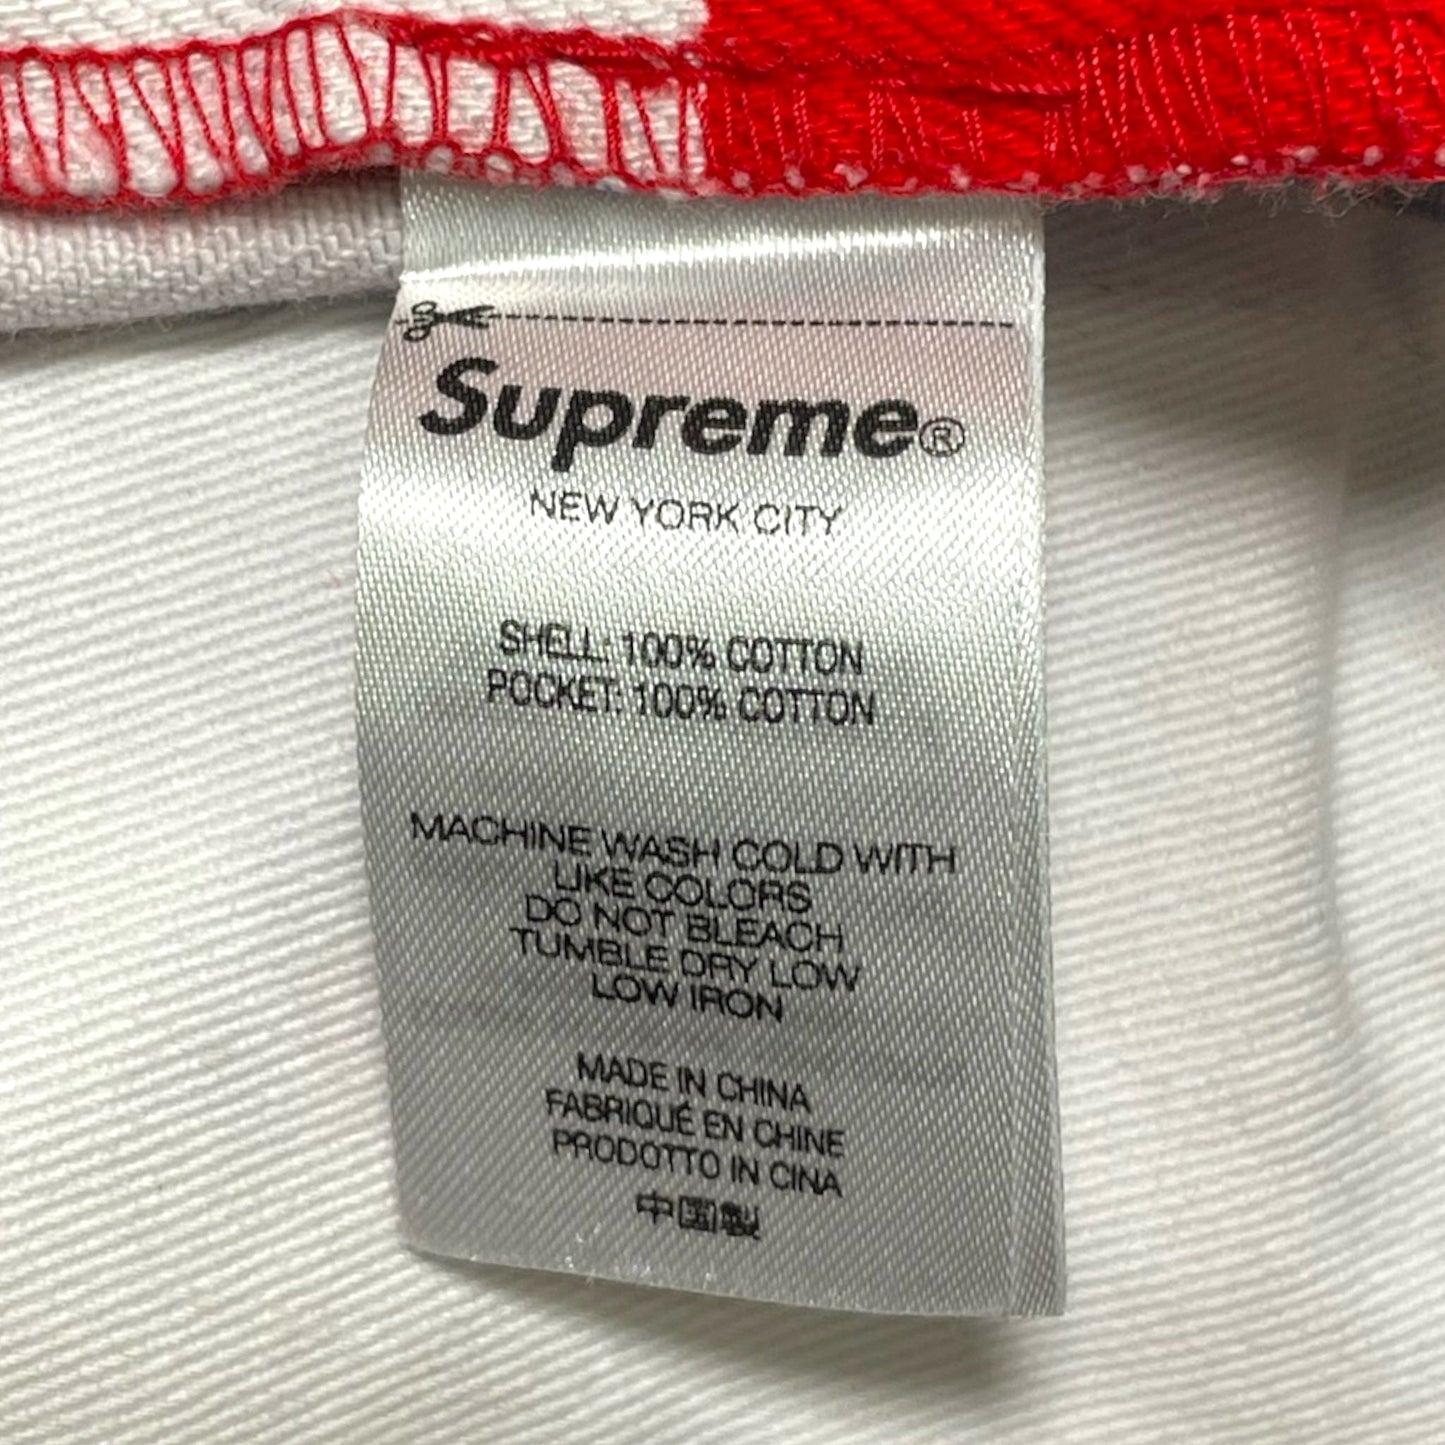 Supreme®
NEW YORK CITY
SHELL: 100% COTTON
POCKET: 100% COTTON
MACHINE WASH COLD WITH
LIKE COLORS
DO NOT BLEACH
TUMBLE DRY LOW
LOW IRON
MADE IN CHINA
FABRIQUÉ EN CHINE
PRODOTTO IN CINA
中国製